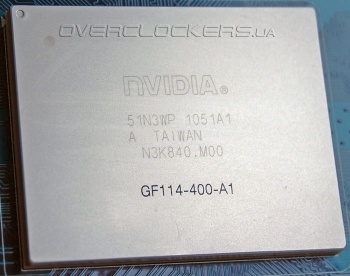 OVERCLOCKERS.UA
NVIDIA®
51N3WP 1051A1
A TAIWAN
N3K840.M00
GF114-400-A1